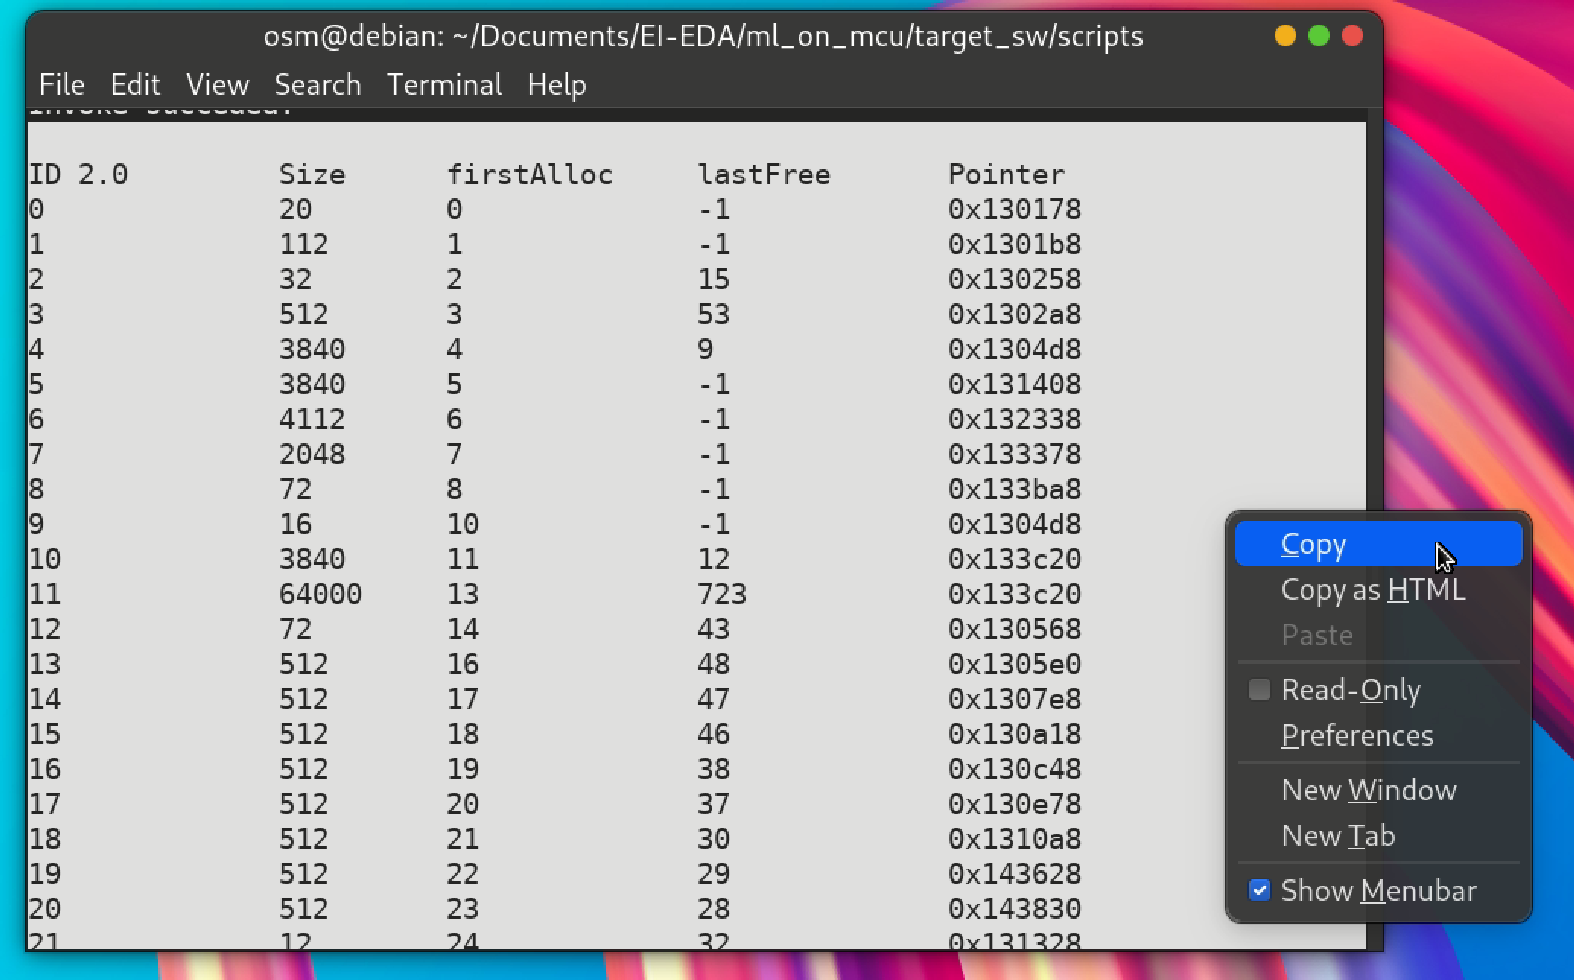 osm@debian: ~/Documents/EI-EDA/ml_on_mcu/target_sw/scripts
File Edit View Search Terminal Help
Invoke succeeded!
ID 2.0 Size firstAlloc lastFree Pointer
0 20 0 -1 0x130178
1 112 1 -1 0x1301b8
2 32 2 15 0x130258
3 512 3 53 0x1302a8
4 3840 4 9 0x1304d8
5 3840 5 -1 0x131408
6 4112 6 -1 0x132338
7 2048 7 -1 0x133378
8 72 8 -1 0x133ba8
9 16 10 -1 0x1304d8
10 3840 11 12 0x133c20
11 64000 13 723 0x133c20
12 72 14 43 0x130568
13 512 16 48 0x1305e0
14 512 17 47 0x1307e8
15 512 18 46 0x130a18
16 512 19 38 0x130c48
17 512 20 37 0x130e78
18 512 21 30 0x1310a8
19 512 22 29 0x143628
20 512 23 28 0x143830
21 12 24 32 0x131328
Copy
Copy as HTML
Paste
Read-Only
Preferences
New Window
New Tab
Show Menubar